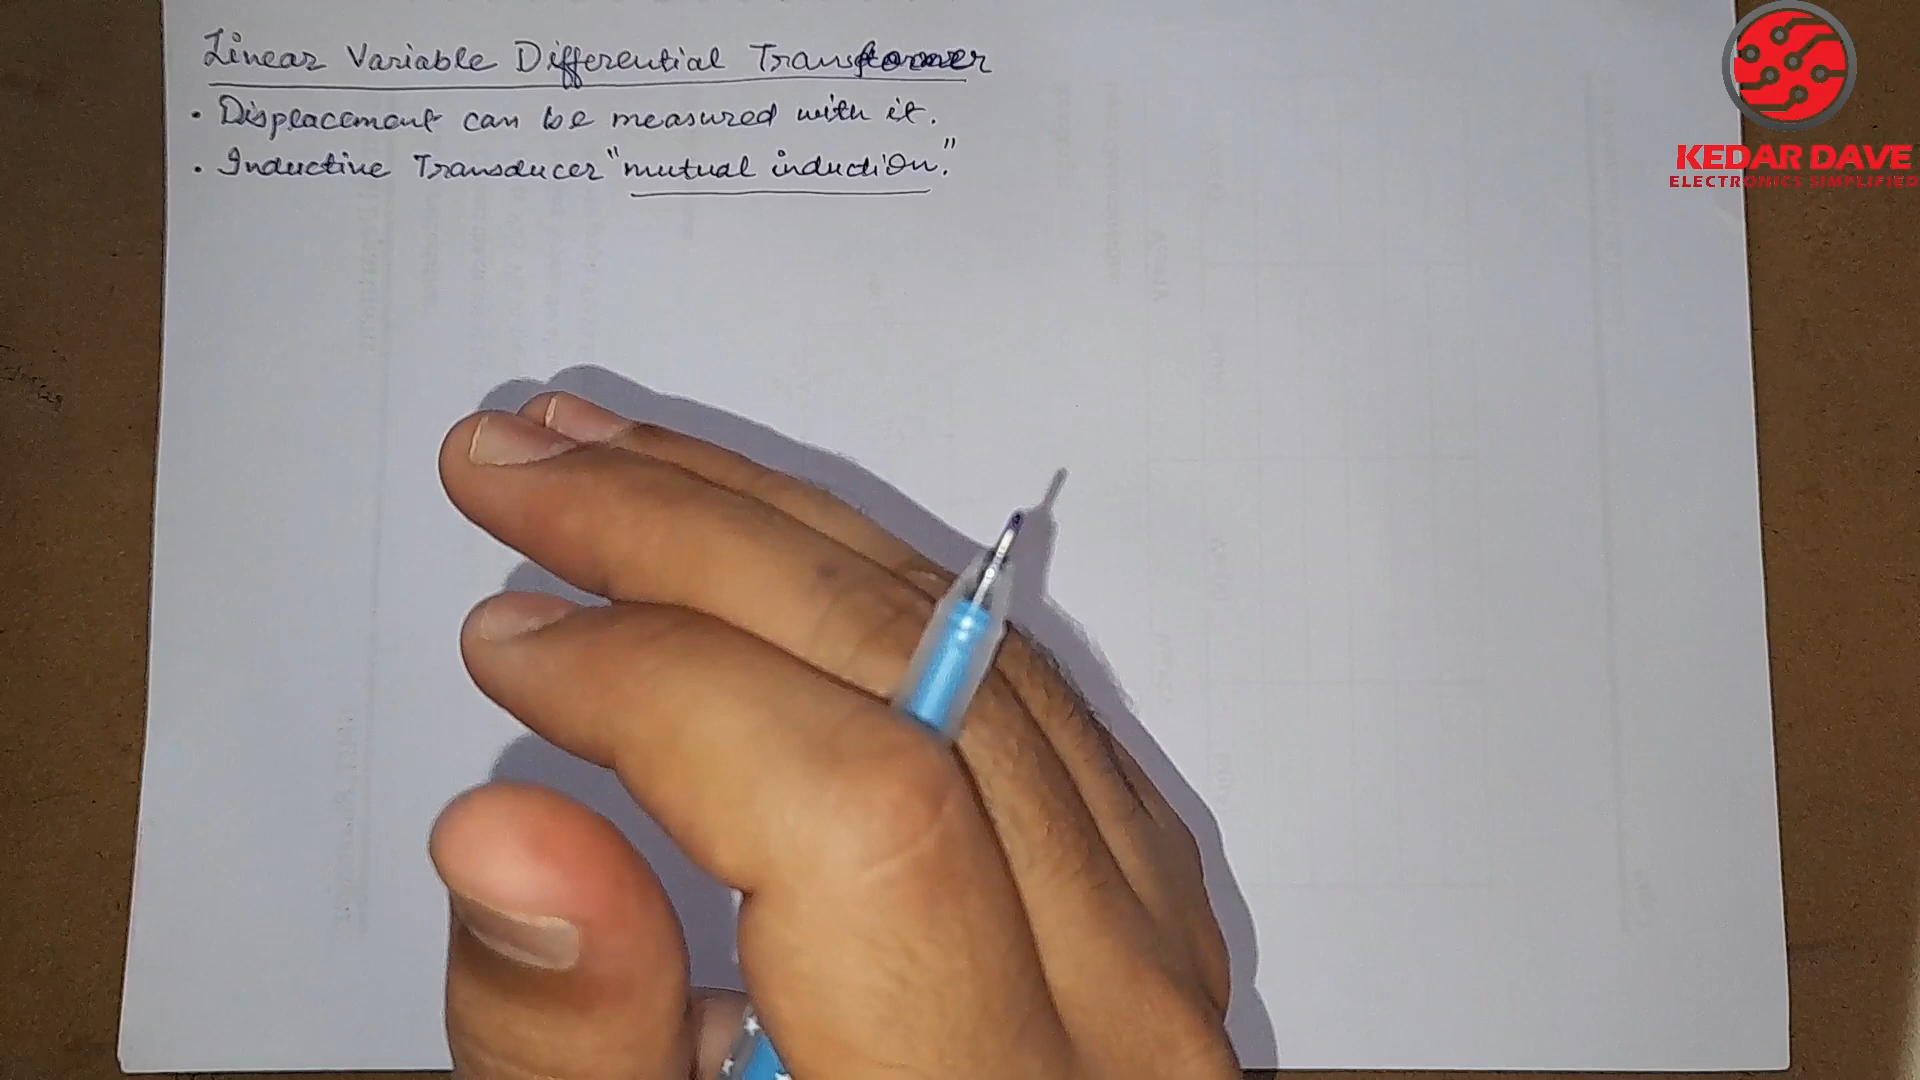 Linear Variable Differential Transformer
• Displacement can be measured with it.
• Inductive Transducer "mutual induction."
KEDAR DAVE
ELECTRONICS SIMPLIFIED